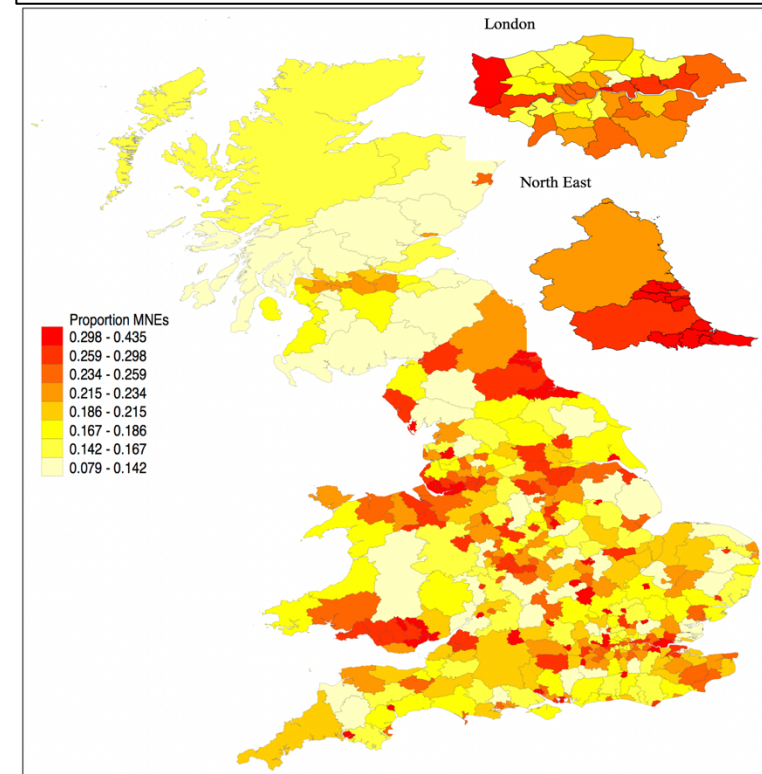 London
North East
Proportion MNEs
0.298 - 0.435
0.259 - 0.298
0.234 - 0.259
0.215 - 0.234
0.186 - 0.215
0.167 - 0.186
0.142 - 0.167
0.079 - 0.142